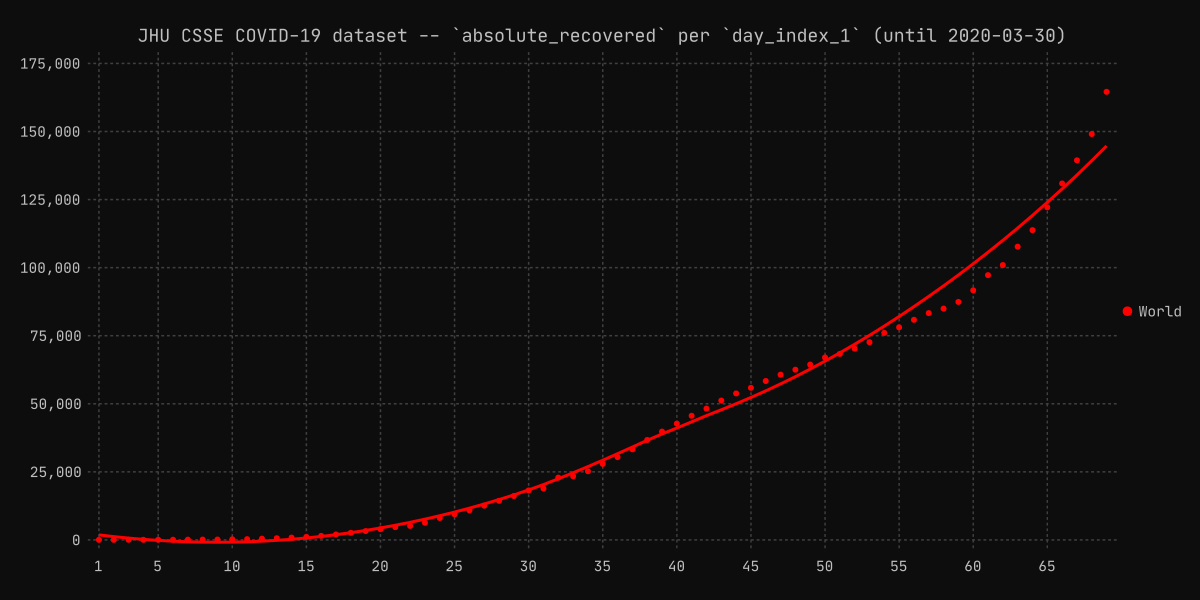 JHU CSSE COVID-19 dataset -- `absolute_recovered` per `day_index_1` (until 2020-03-30)
175,000
150,000
125,000
100,000
75,000
50,000
25,000
0
1 5 10 15 20 25 30 35 40 45 50 55 60 65
World